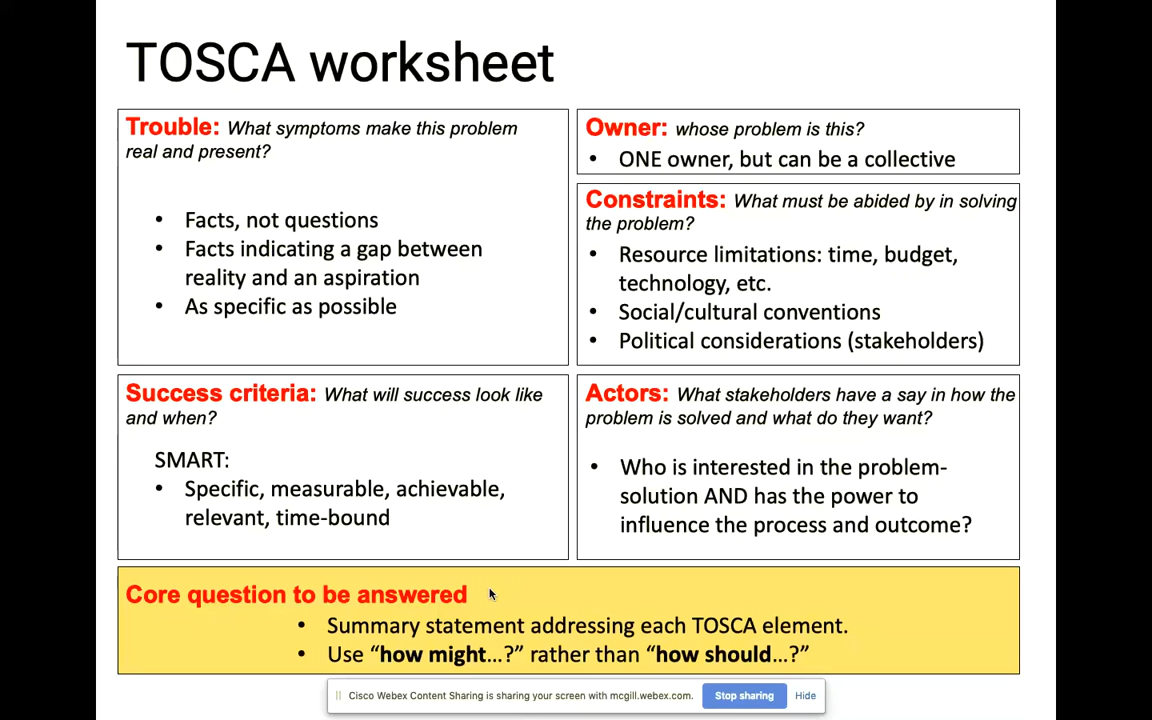 TOSCA worksheet
Trouble: What symptoms make this problem
real and present?
• Facts, not questions
• Facts indicating a gap between
reality and an aspiration
• As specific as possible
Owner: whose problem is this?
• ONE owner, but can be a collective
Constraints: What must be abided by in solving
the problem?
• Resource limitations: time, budget,
technology, etc.
• Social/cultural conventions
• Political considerations (stakeholders)
Success criteria: What will success look like
and when?
SMART:
• Specific, measurable, achievable,
relevant, time-bound
Actors: What stakeholders have a say in how the
problem is solved and what do they want?
• Who is interested in the problem-
solution AND has the power to
influence the process and outcome?
Core question to be answered
• Summary statement addressing each TOSCA element.
• Use “how might…?” rather than “how should…?”
Cisco Webex Content Sharing is sharing your screen with mcgill.webex.com. Stop sharing Hide